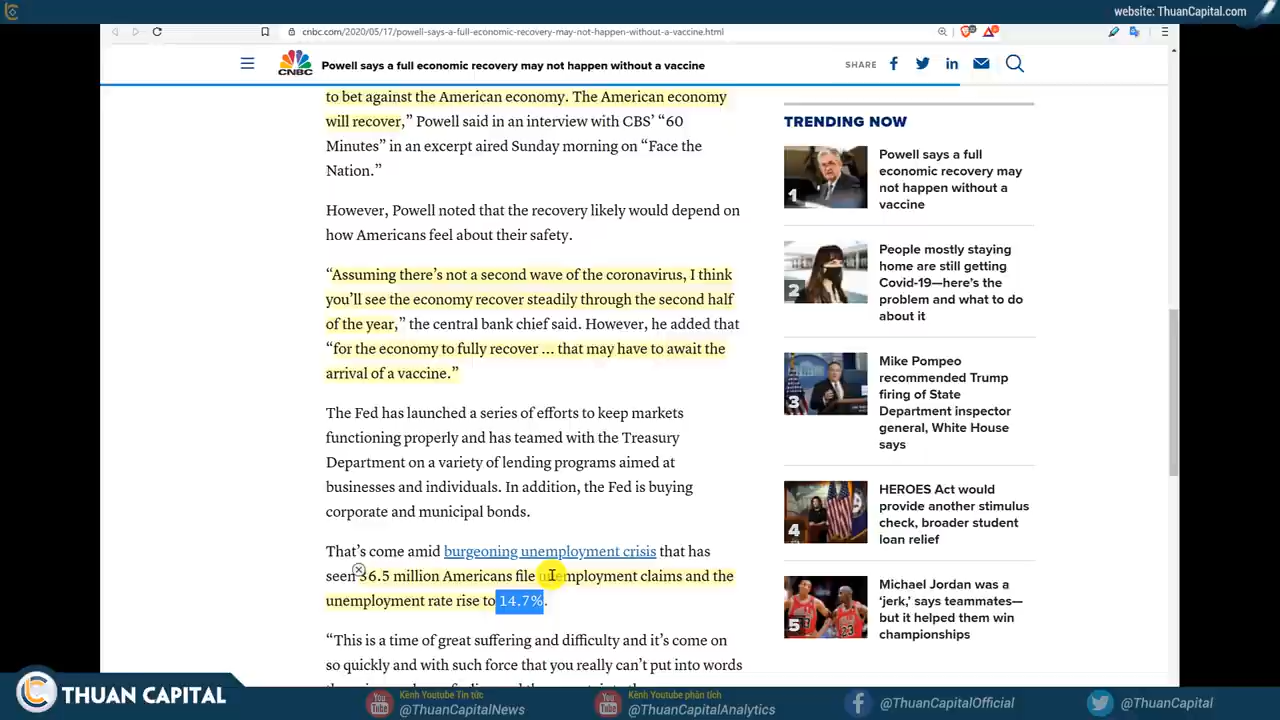 website: ThuanCapital.com
cnbc.com/2020/05/17/powell-says-a-full-economic-recovery-may-not-happen-without-a-vaccine.html
CNBC
Powell says a full economic recovery may not happen without a vaccine
SHARE
to bet against the American economy. The American economy
will recover,” Powell said in an interview with CBS’ “60
Minutes” in an excerpt aired Sunday morning on “Face the
Nation.”
However, Powell noted that the recovery likely would depend on
how Americans feel about their safety.
“Assuming there’s not a second wave of the coronavirus, I think
you’ll see the economy recover steadily through the second half
of the year,” the central bank chief said. However, he added that
“for the economy to fully recover ... that may have to await the
arrival of a vaccine.”
The Fed has launched a series of efforts to keep markets
functioning properly and has teamed with the Treasury
Department on a variety of lending programs aimed at
businesses and individuals. In addition, the Fed is buying
corporate and municipal bonds.
That’s come amid burgeoning unemployment crisis that has
seen 36.5 million Americans file unemployment claims and the
unemployment rate rise to 14.7%.
“This is a time of great suffering and difficulty and it’s come on
so quickly and with such force that you really can’t put into words
TRENDING NOW
1
Powell says a full
economic recovery may
not happen without a
vaccine
2
People mostly staying
home are still getting
Covid-19—here’s the
problem and what to do
about it
3
Mike Pompeo
recommended Trump
firing of State
Department inspector
general, White House
says
4
HEROES Act would
provide another stimulus
check, broader student
loan relief
5
Michael Jordan was a
‘jerk,’ says teammates—
but it helped them win
championships
THUAN CAPITAL
Kênh Youtube Tin tức
@ThuanCapitalNews
Kênh Youtube phân tích
@ThuanCapitalAnalytics
@ThuanCapitalOfficial
@ThuanCapital